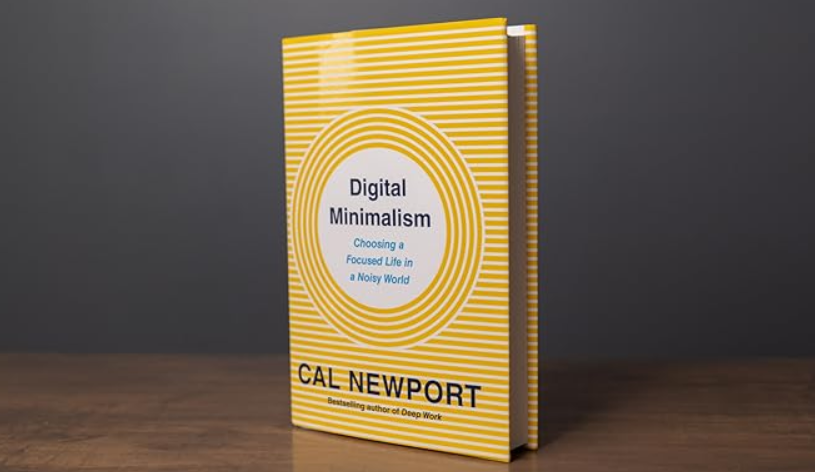 Digital
Minimalism
Choosing a
Focused Life in
a Noisy World
CAL NEWPORT
Bestselling author of Deep Work